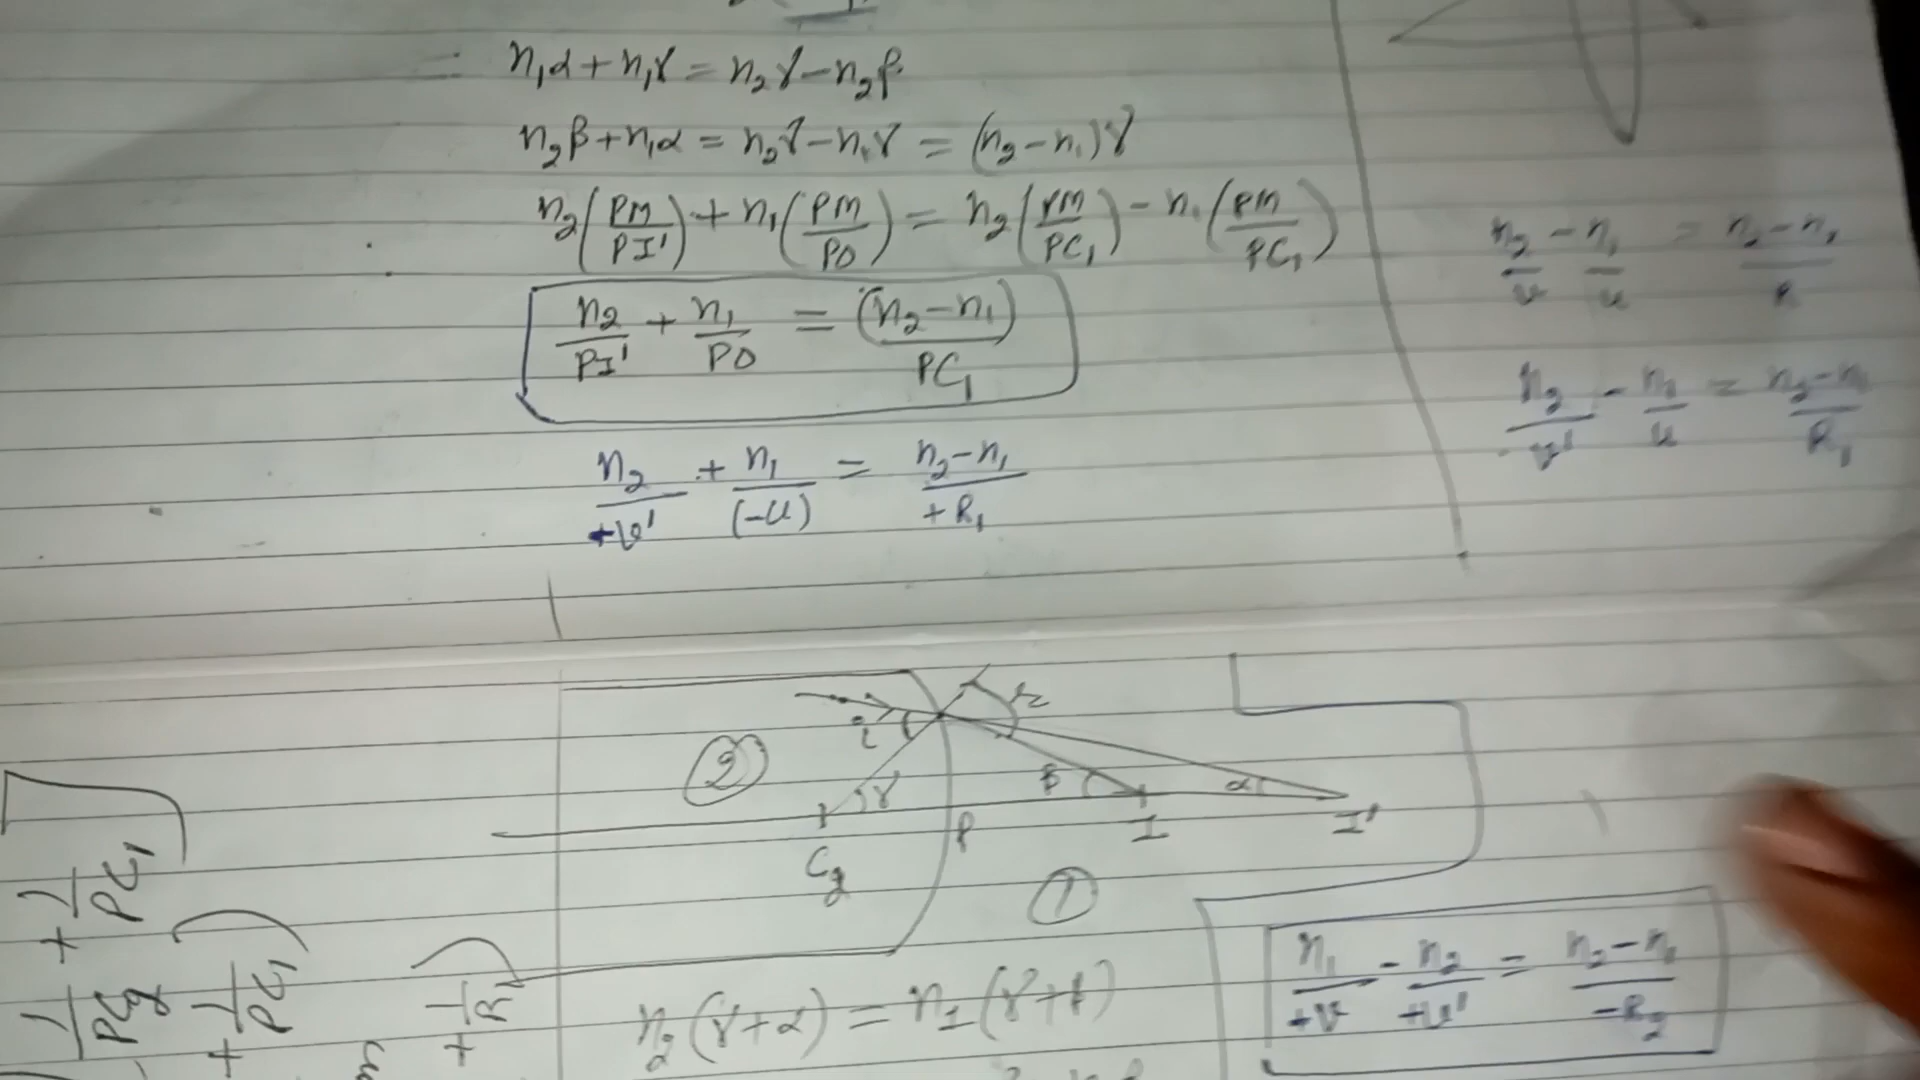 = n₁α + n₁γ = n₂γ − n₂β
n₂β + n₁α = n₂γ − n₁γ = (n₂ − n₁)γ
n₂(PM/PI') + n₁(PM/PO) = n₂(PM/PC₁) − n₁(PM/PC₁)
n₂/PI' + n₁/PO = (n₂ − n₁)/PC₁
n₂/+v' + n₁/(−u) = n₂ − n₁/+R₁
n₂/v − n₁/u = n₂ − n₁/R
n₂/v' − n₁/u = n₂ − n₁/R₁
i r
② γ β α
C₂ P I I'
①
n₂(γ + α) = n₁(γ +
n₁/+v − n₂/+v' = n₂ − n₁/−R₂
1/PC₂ + 1/PC₁
+ 1/PC₁)
+ 1/R₁)